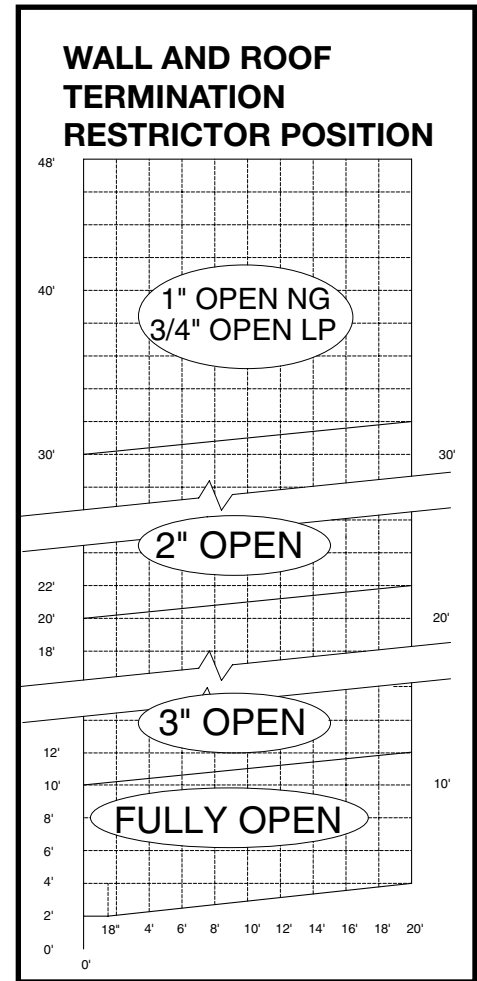 WALL AND ROOF
TERMINATION
RESTRICTOR POSITION
48'
40'
1" OPEN NG
3/4" OPEN LP
30' 30'
2" OPEN
22'
20' 20'
18'
3" OPEN
12'
10' 10'
FULLY OPEN
8'
6'
4'
2'
18" 4' 6' 8' 10' 12' 14' 16' 18' 20'
0'
0'